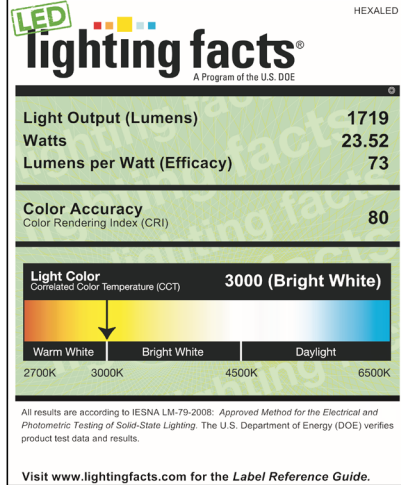 HEXALED
LED
lighting facts®
A Program of the U.S. DOE
Light Output (Lumens) 1719
Watts 23.52
Lumens per Watt (Efficacy) 73
Color Accuracy
Color Rendering Index (CRI) 80
Light Color
Correlated Color Temperature (CCT) 3000 (Bright White)
Warm White Bright White Daylight
2700K 3000K 4500K 6500K
All results are according to IESNA LM-79-2008: Approved Method for the Electrical and
Photometric Testing of Solid-State Lighting. The U.S. Department of Energy (DOE) verifies
product test data and results.
Visit www.lightingfacts.com for the Label Reference Guide.